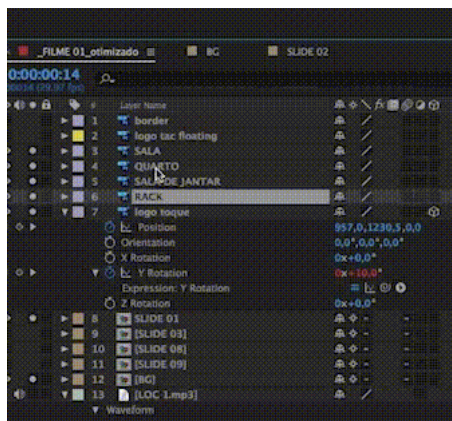 _FILME 01_otimizado BG SLIDE 02
0:00:00:14
00014 (29.97 fps)
# Layer Name
1 border
2 logo tac floating
3 SALA
4 QUARTO
5 SALA DE JANTAR
6 RACK
7 logo toque
Position 957,0,1230,5,0,0
Orientation 0,0°,0,0°,0,0°
X Rotation 0x+0,0°
Y Rotation 0x+10,0°
Expression: Y Rotation
Z Rotation 0x+0,0°
8 SLIDE 01
9 [SLIDE 03]
10 [SLIDE 08]
11 [SLIDE 09]
12 [BG]
13 [LOC 1.mp3]
Waveform